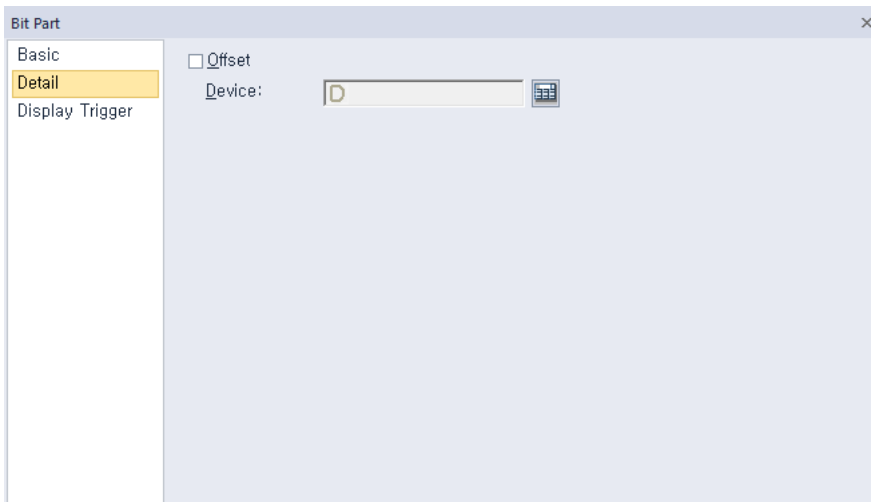 Bit Part
Basic
Detail
Display Trigger
Offset
Device:
D